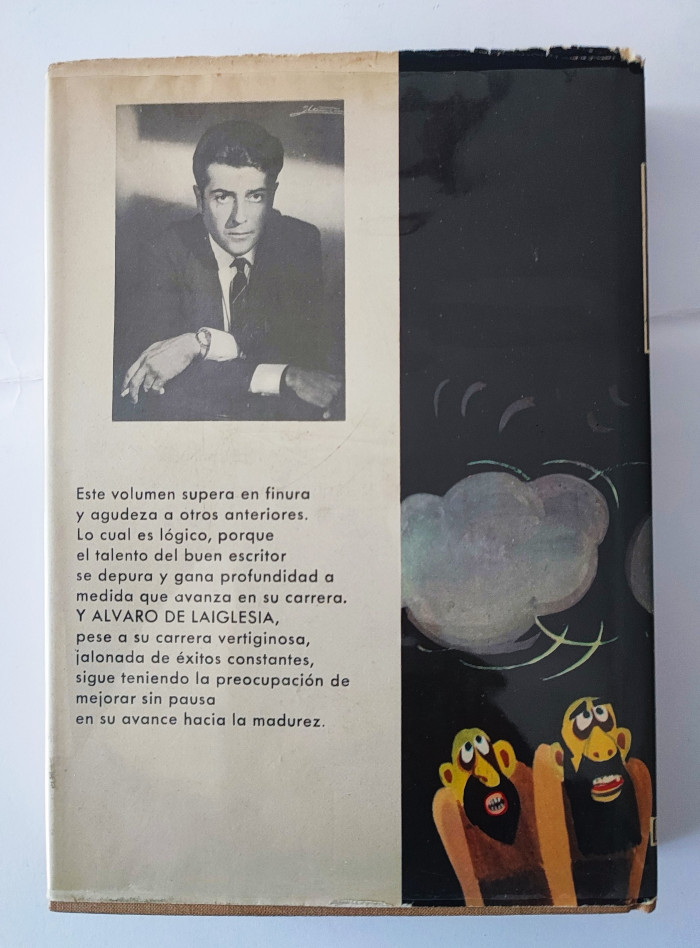 Este volumen supera en finura
y agudeza a otros anteriores.
Lo cual es lógico, porque
el talento del buen escritor
se depura y gana profundidad a
medida que avanza en su carrera.
Y ALVARO DE LAIGLESIA,
pese a su carrera vertiginosa,
jalonada de éxitos constantes,
sigue teniendo la preocupación de
mejorar sin pausa
en su avance hacia la madurez.